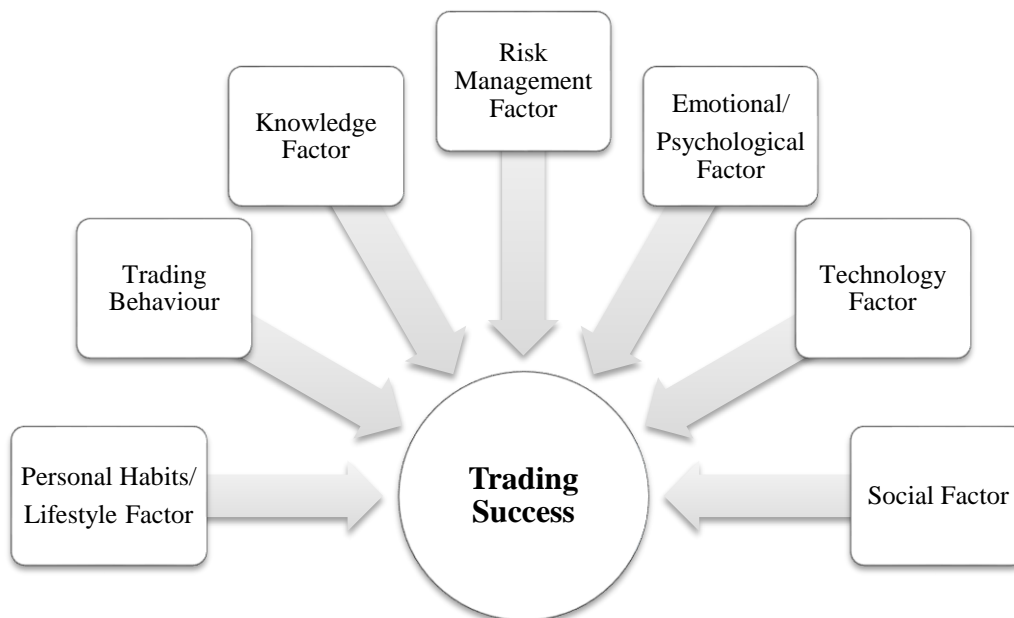 Risk
Management
Factor
Emotional/
Psychological
Factor
Knowledge
Factor
Technology
Factor
Trading
Behaviour
Personal Habits/
Lifestyle Factor
Trading
Success
Social Factor